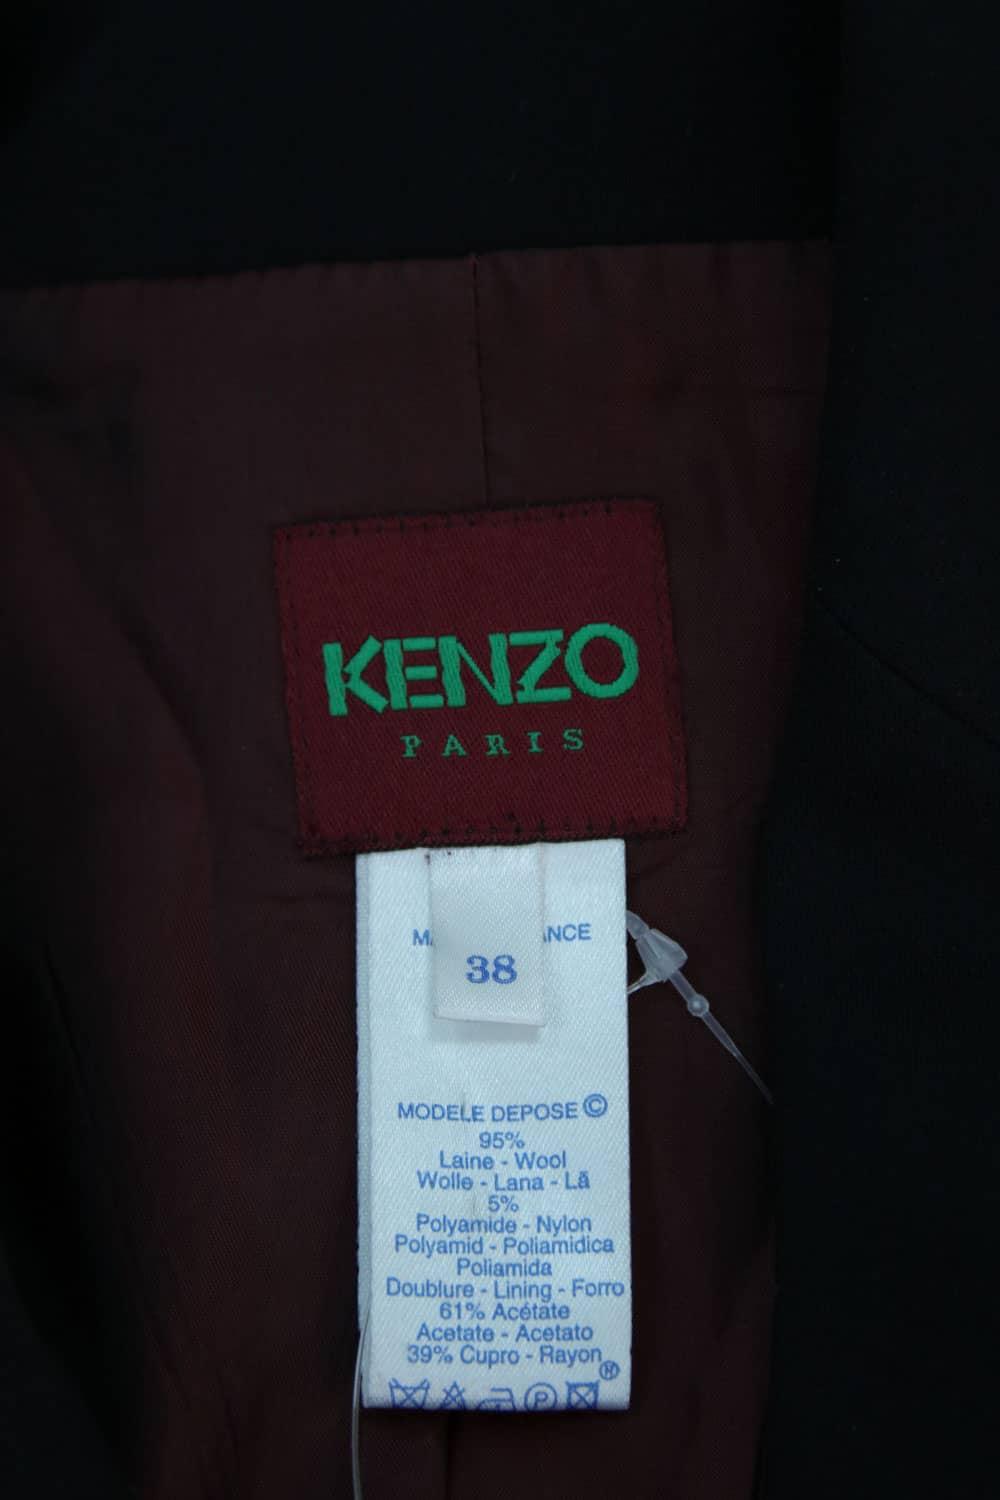 KENZO
PARIS
38
MODELE DEPOSE ©
95%
Laine - Wool
Wolle - Lana - Lã
5%
Polyamide - Nylon
Polyamid - Poliamidica
Poliamida
Doublure - Lining - Forro
61% Acétate
Acetate - Acetato
39% Cupro - Rayon
P